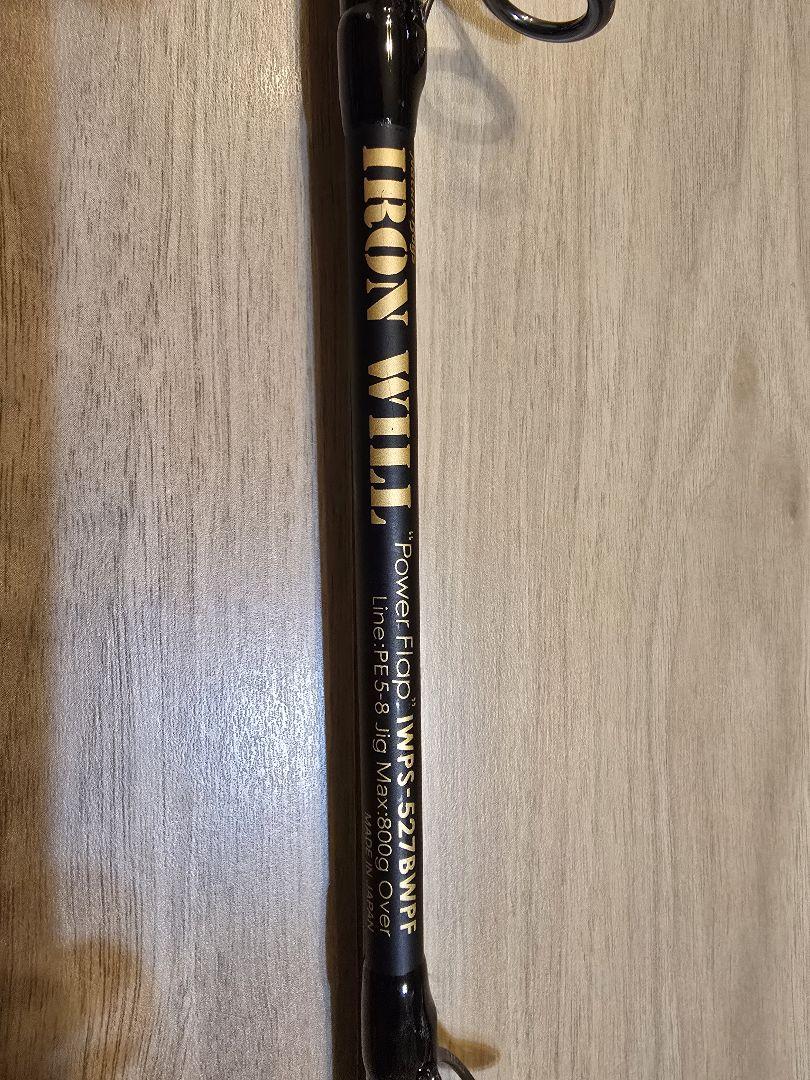 IRON WILL
"Power Flap" IWPS-527BWPF
Line:PE5-8 Jig Max:800g Over
MADE IN JAPAN